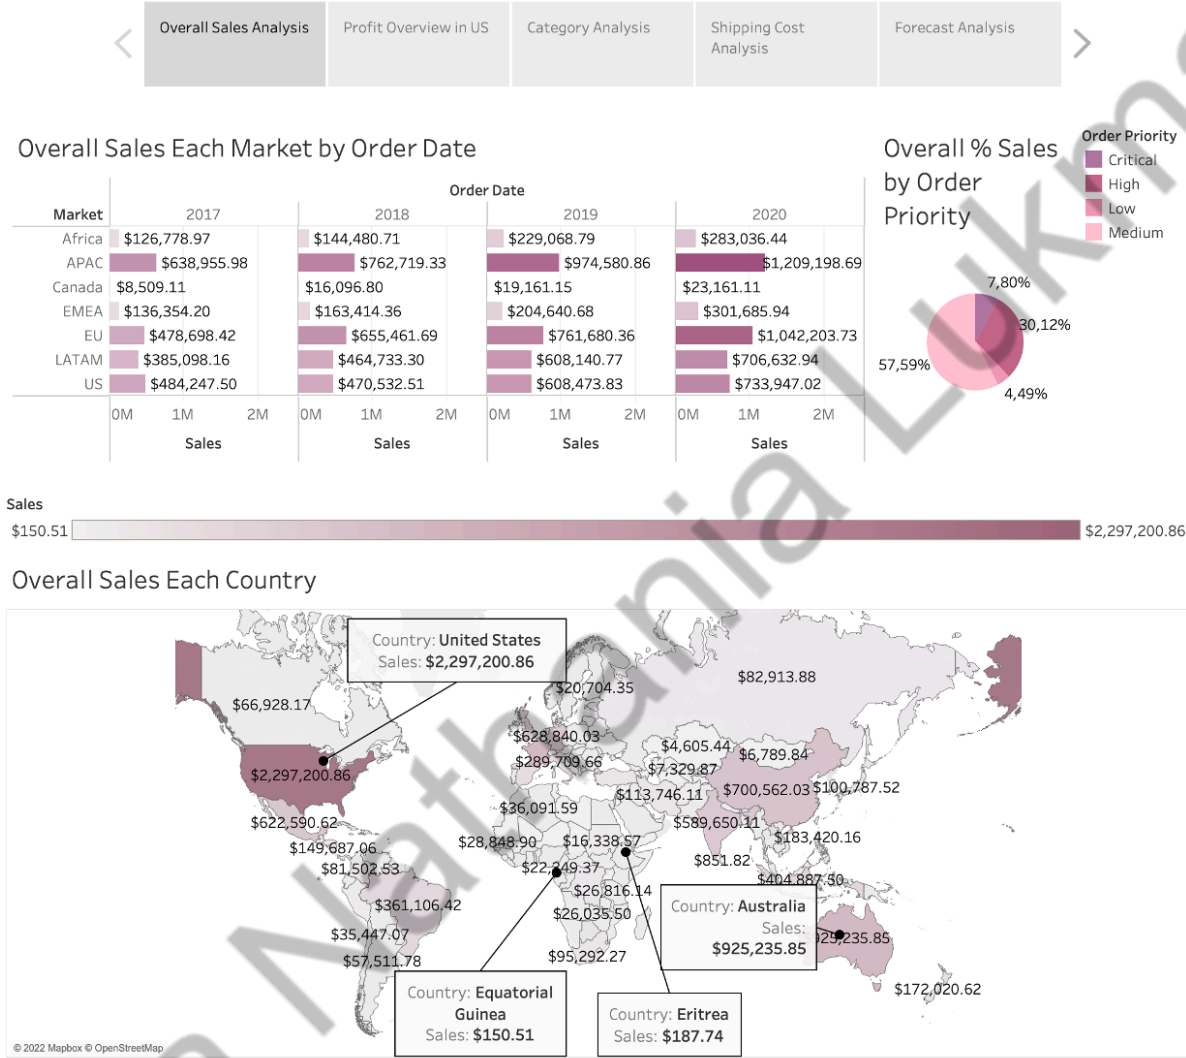 Overall Sales Analysis
Profit Overview in US
Category Analysis
Shipping Cost
Analysis
Forecast Analysis
Overall Sales Each Market by Order Date
Order Date
Market 2017 2018 2019 2020
Africa $126,778.97 $144,480.71 $229,068.79 $283,036.44
APAC $638,955.98 $762,719.33 $974,580.86 $1,209,198.69
Canada $8,509.11 $16,096.80 $19,161.15 $23,161.11
EMEA $136,354.20 $163,414.36 $204,640.68 $301,685.94
EU $478,698.42 $655,461.69 $761,680.36 $1,042,203.73
LATAM $385,098.16 $464,733.30 $608,140.77 $706,632.94
US $484,247.50 $470,532.51 $608,473.83 $733,947.02
0M 1M 2M 0M 1M 2M 0M 1M 2M 0M 1M 2M
Sales Sales Sales Sales
Overall % Sales
by Order
Priority
Order Priority
Critical
High
Low
Medium
7,80%
30,12%
57,59%
4,49%
Sales
$150.51 $2,297,200.86
Overall Sales Each Country
Country: United States
Sales: $2,297,200.86
$82,913.88
$20,704.35
$66,928.17
$628,840.03
$4,605.44
$6,789.84
$289,709.66
$7,329.87
$2,297,200.86
$700,562.03
$100,787.52
$113,746.11
$36,091.59
$622,590.62
$589,650.11
$183,420.16
$28,848.90
$16,338.57
$149,687.06
$851.82
$81,502.53
$404,887.50
$26,816.14
$361,106.42
$26,035.50
Country: Australia
Sales:
$925,235.85
$35,447.07
$95,292.27
$57,511.78
$172,020.62
Country: Equatorial
Guinea
Sales: $150.51
Country: Eritrea
Sales: $187.74
© 2022 Mapbox © OpenStreetMap
Nathania Lukm